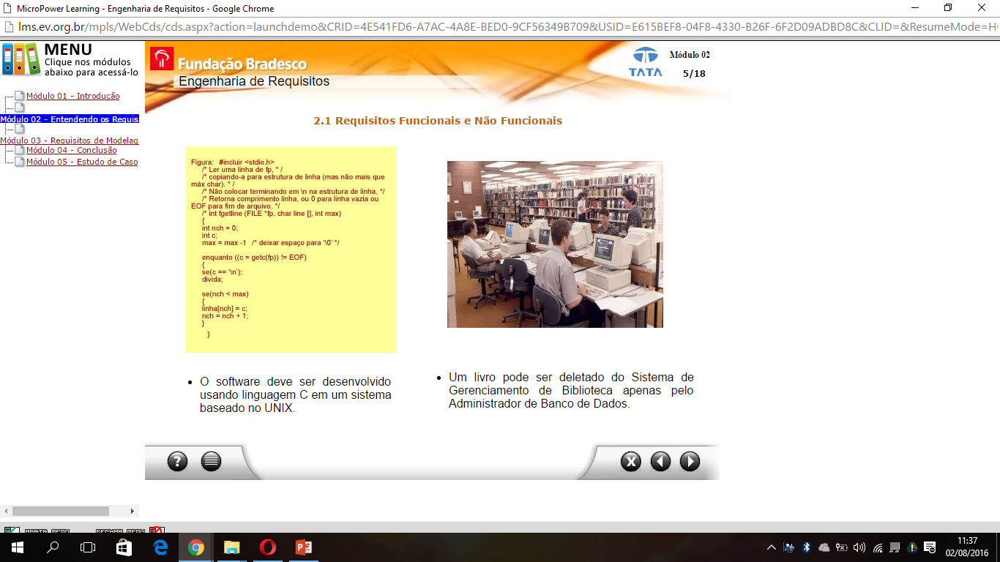 MicroPower Learning - Engenharia de Requisitos - Google Chrome
lms.ev.org.br/mpls/WebCds/cds.aspx?action=launchdemo&CRID=4E541FD6-A7AC-4A8E-BED0-9CF56349B709&USID=E615BEF8-04F8-4330-B26F-6F2D09ADBD8C&CLID=&ResumeMode=H
MENU
Clique nos módulos
abaixo para acessá-lo
Módulo 01 - Introdução
Módulo 02 - Entendendo os Requis
Módulo 03 - Requisitos de Modelag
Módulo 04 - Conclusão
Módulo 05 - Estudo de Caso
Fundação Bradesco
Engenharia de Requisitos
TATA
Módulo 02
5/18
2.1 Requisitos Funcionais e Não Funcionais
Figura: #incluir <stdio.h>
/* Ler uma linha de fp, * /
/* copiando-a para estrutura de linha (mas não mais que
máx char). * /
/* Não colocar terminando em \n na estrutura de linha. */
/* Retorna comprimento linha, ou 0 para linha vazia ou
EOF para fim de arquivo. */
/* int fgetline (FILE *fp, char line [], int max)
{
int nch = 0;
int c;
max = max -1 /* deixar espaço para '\0' */
enquanto ((c = getc(fp)) != EOF)
{
se(c == '\n');
divida;
se(nch < max)
{
linha[nch] = c;
nch = nch + 1;
}
}
• O software deve ser desenvolvido
usando linguagem C em um sistema
baseado no UNIX.
• Um livro pode ser deletado do Sistema de
Gerenciamento de Biblioteca apenas pelo
Administrador de Banco de Dados.
?
X
ABRIR MENU
FECHAR MENU
11:37
02/08/2016